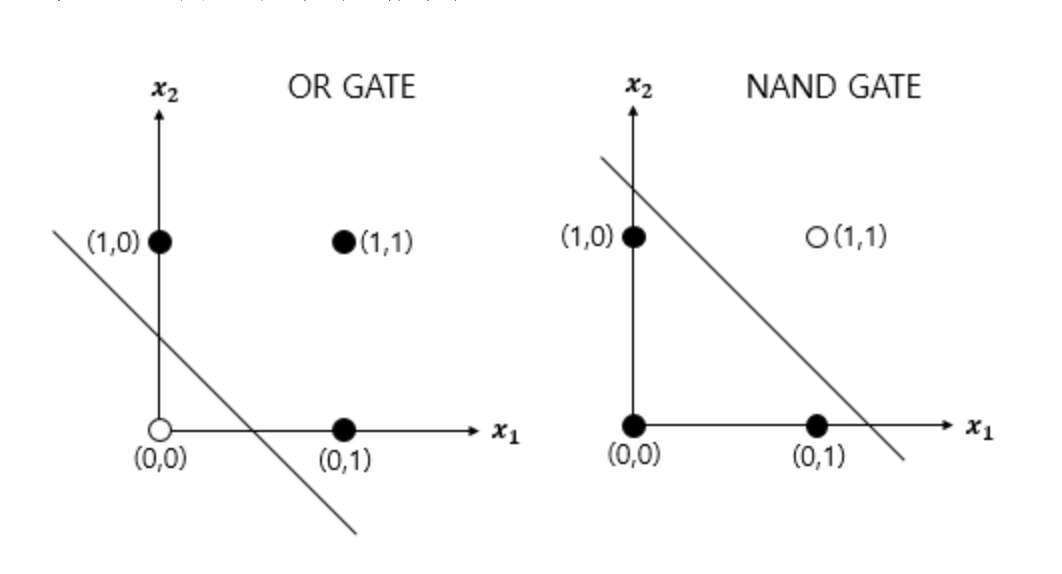 OR GATE
x₂
(1,0)
(1,1)
x₁
(0,0)
(0,1)
NAND GATE
x₂
(1,0)
(1,1)
x₁
(0,0)
(0,1)